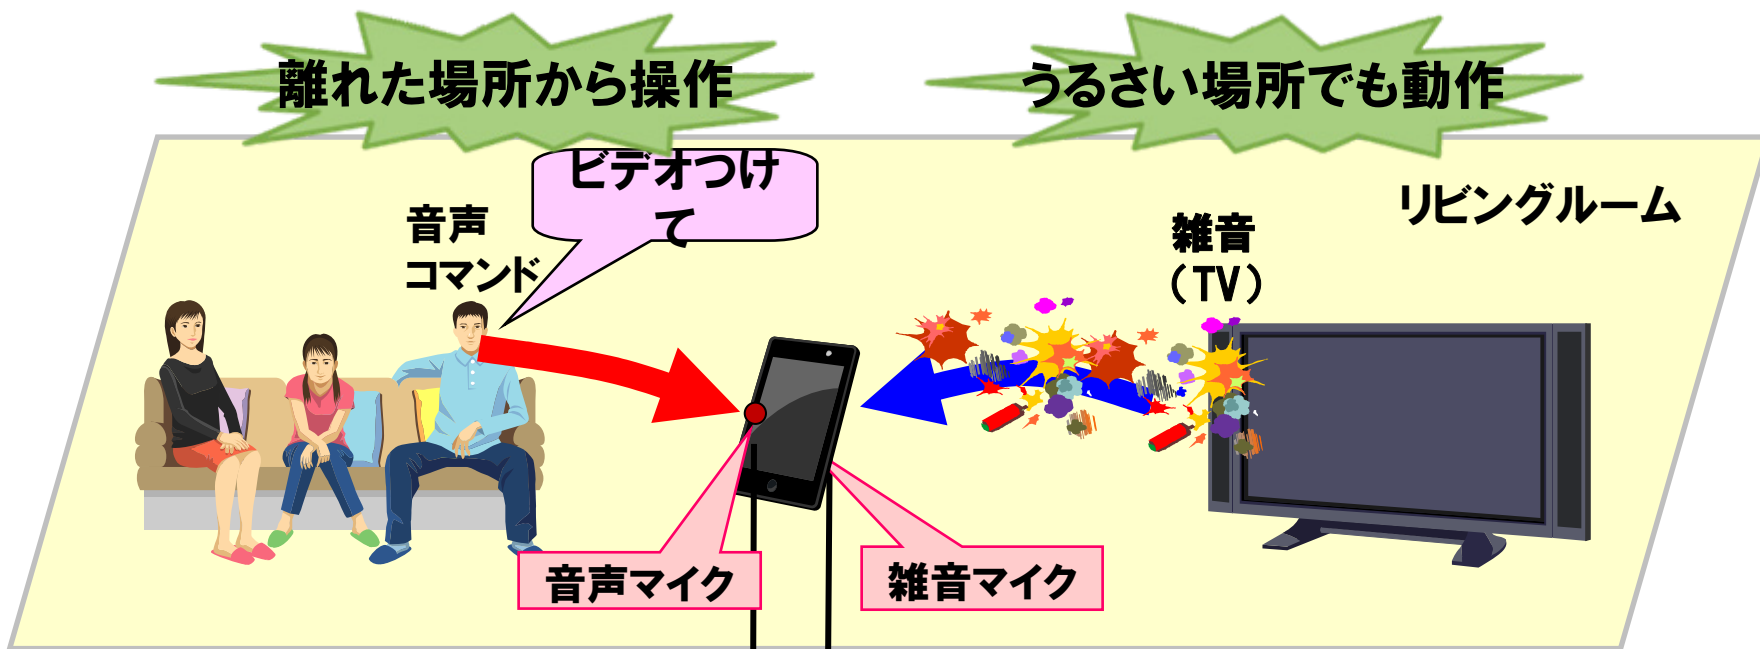 離れた場所から操作
うるさい場所でも動作
ビデオつけ
て
リビングルーム
音声
コマンド
雑音
（TV）
音声マイク
雑音マイク